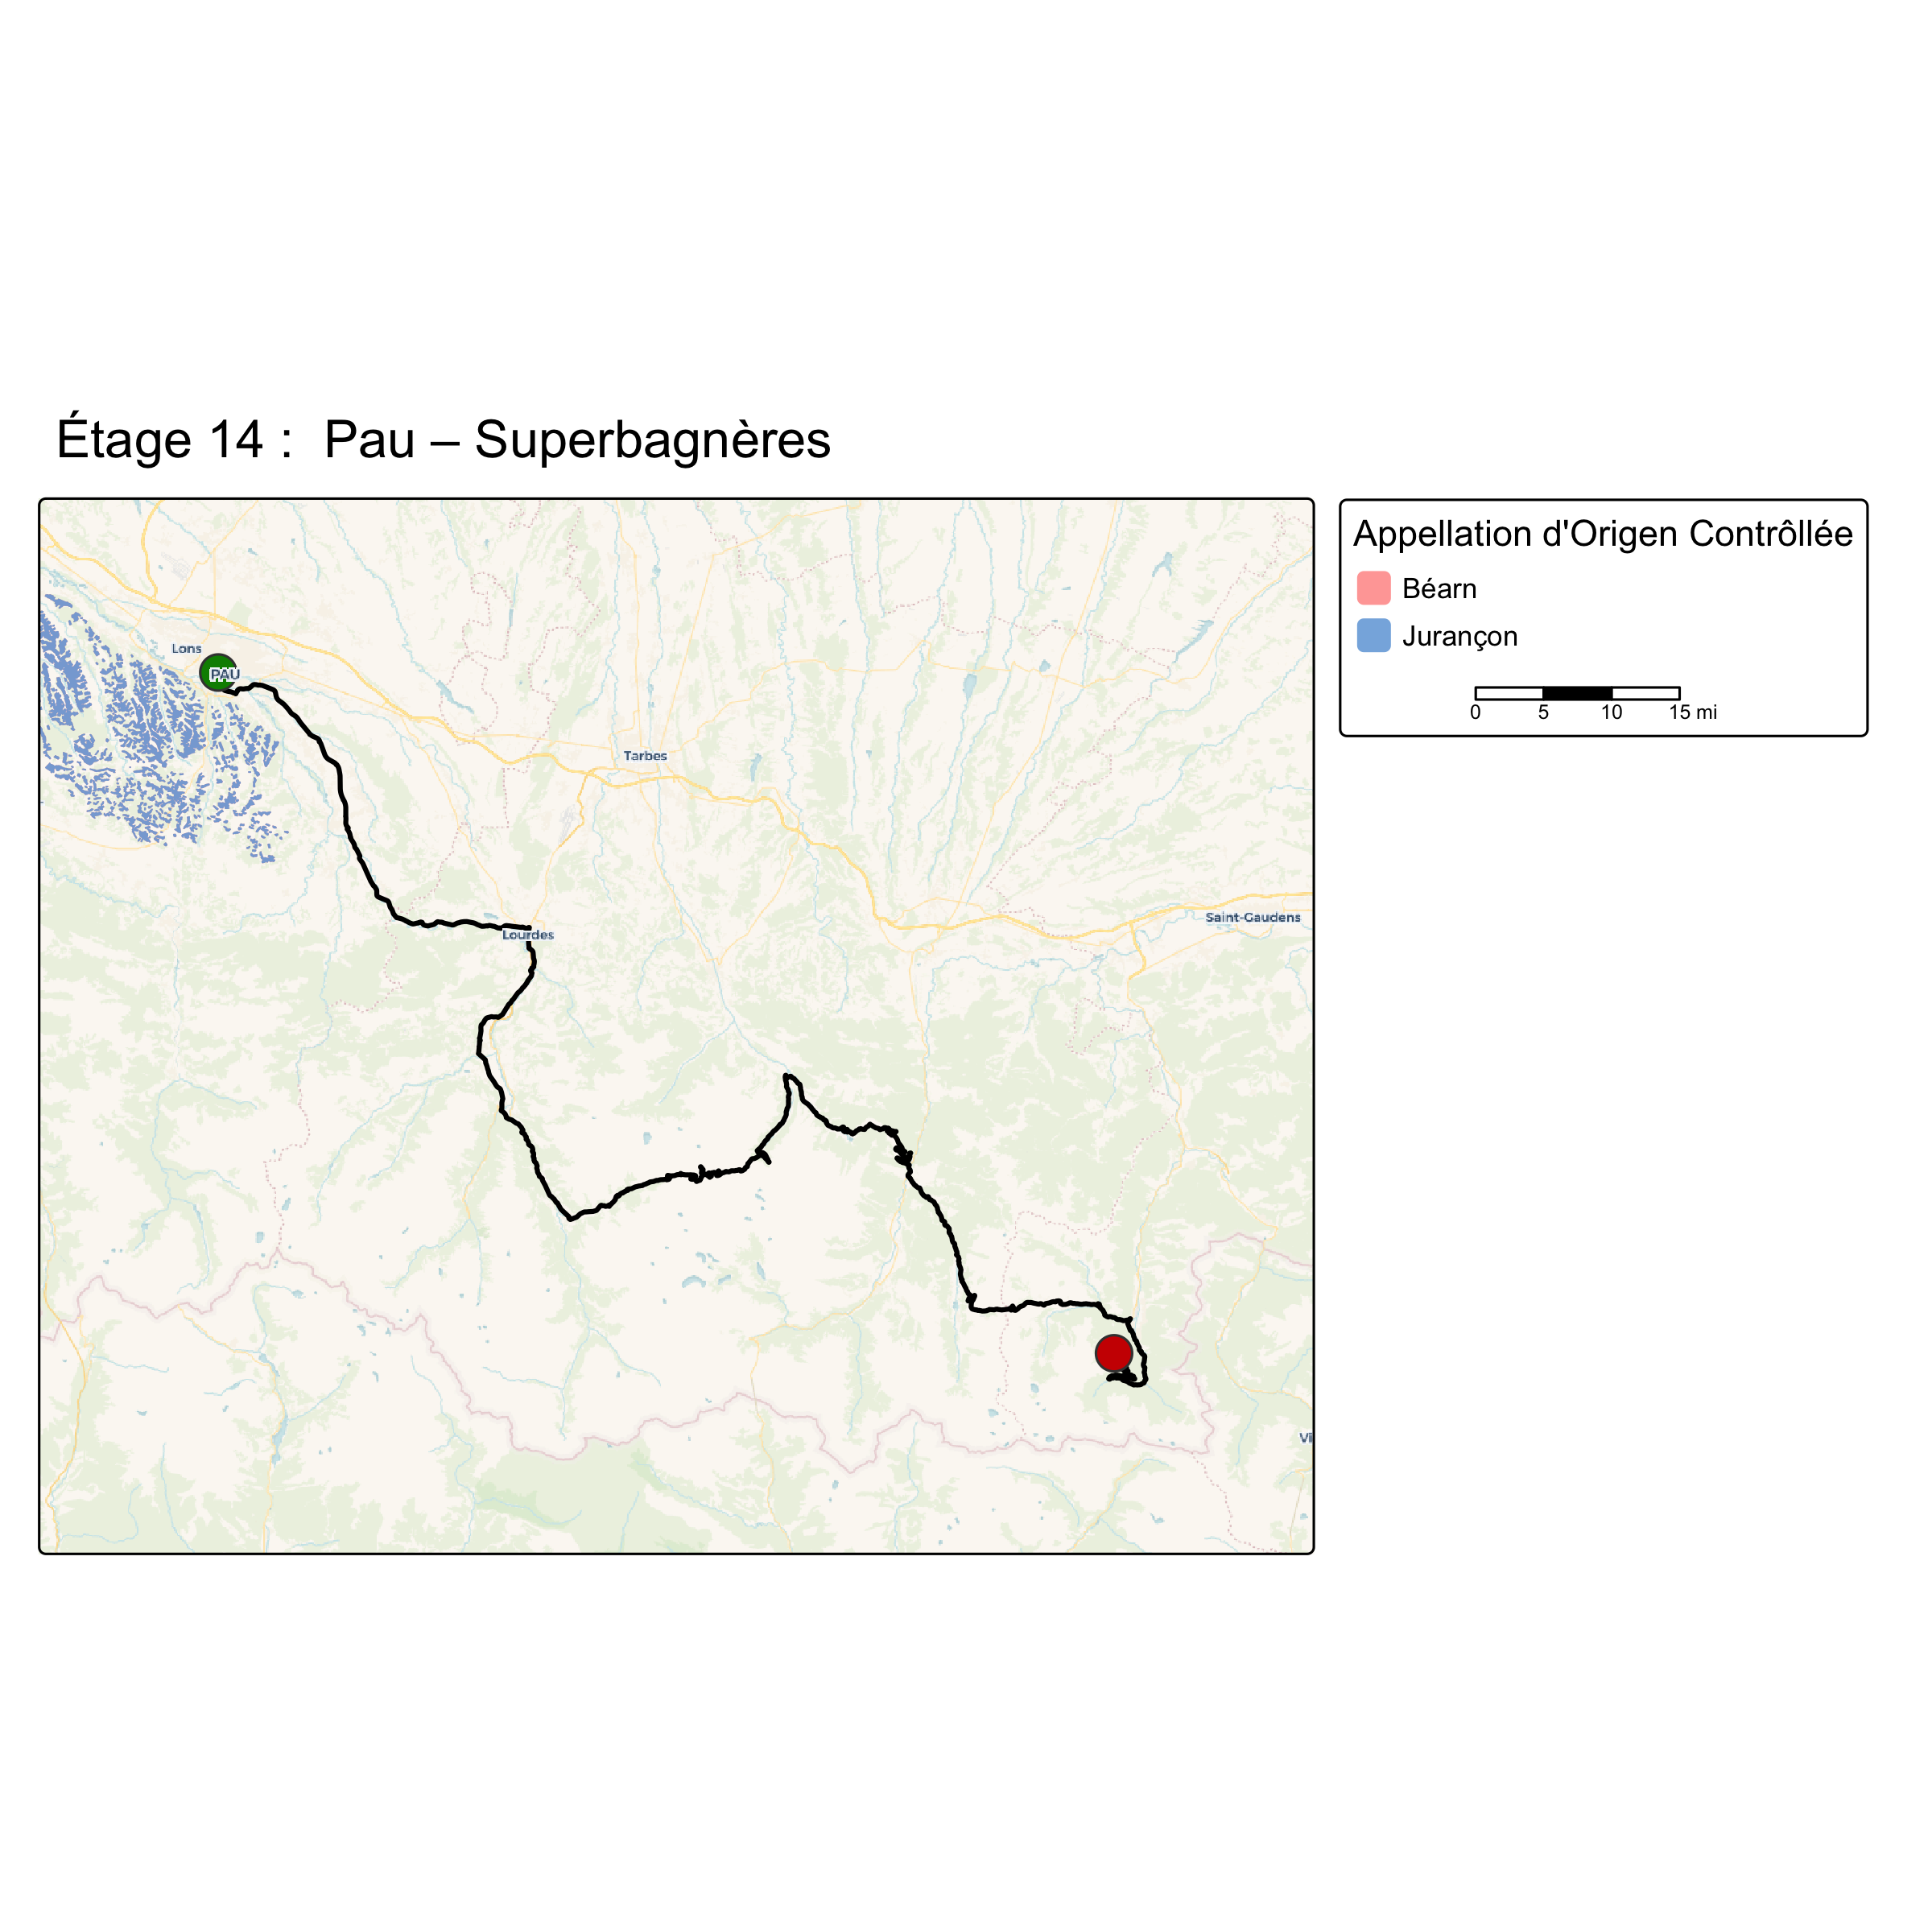 Étage 14 :  Pau – Superbagnères
Appellation d'Origen Contrôllée
Béarn
Jurançon
0 5 10 15 mi
Lons
PAU
Tarbes
Saint-Gaudens
Lourdes
Vi